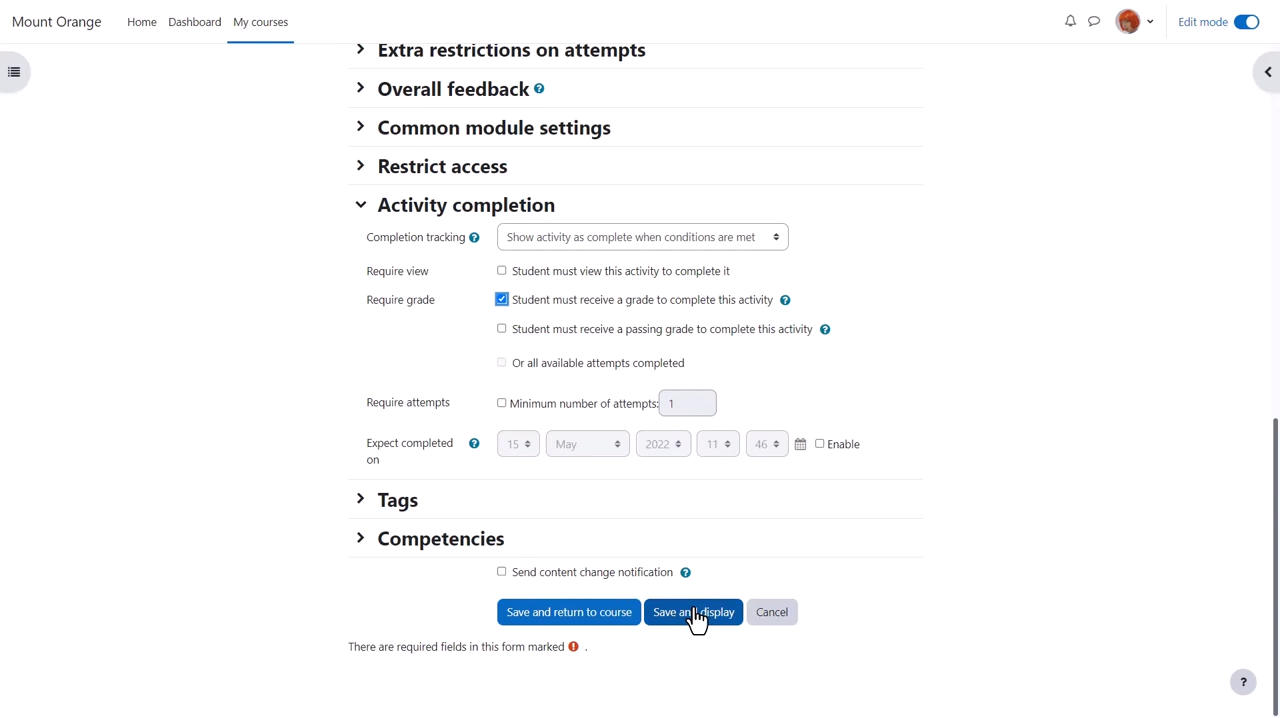 Mount Orange Home Dashboard My courses Edit mode
Extra restrictions on attempts
Overall feedback ?
Common module settings
Restrict access
Activity completion
Completion tracking ? Show activity as complete when conditions are met
Require view Student must view this activity to complete it
Require grade Student must receive a grade to complete this activity ?
Student must receive a passing grade to complete this activity ?
Or all available attempts completed
Require attempts Minimum number of attempts: 1
Expect completed ? 15 May 2022 11 46 Enable
on
Tags
Competencies
Send content change notification ?
Save and return to course Save and display Cancel
There are required fields in this form marked ! .
?